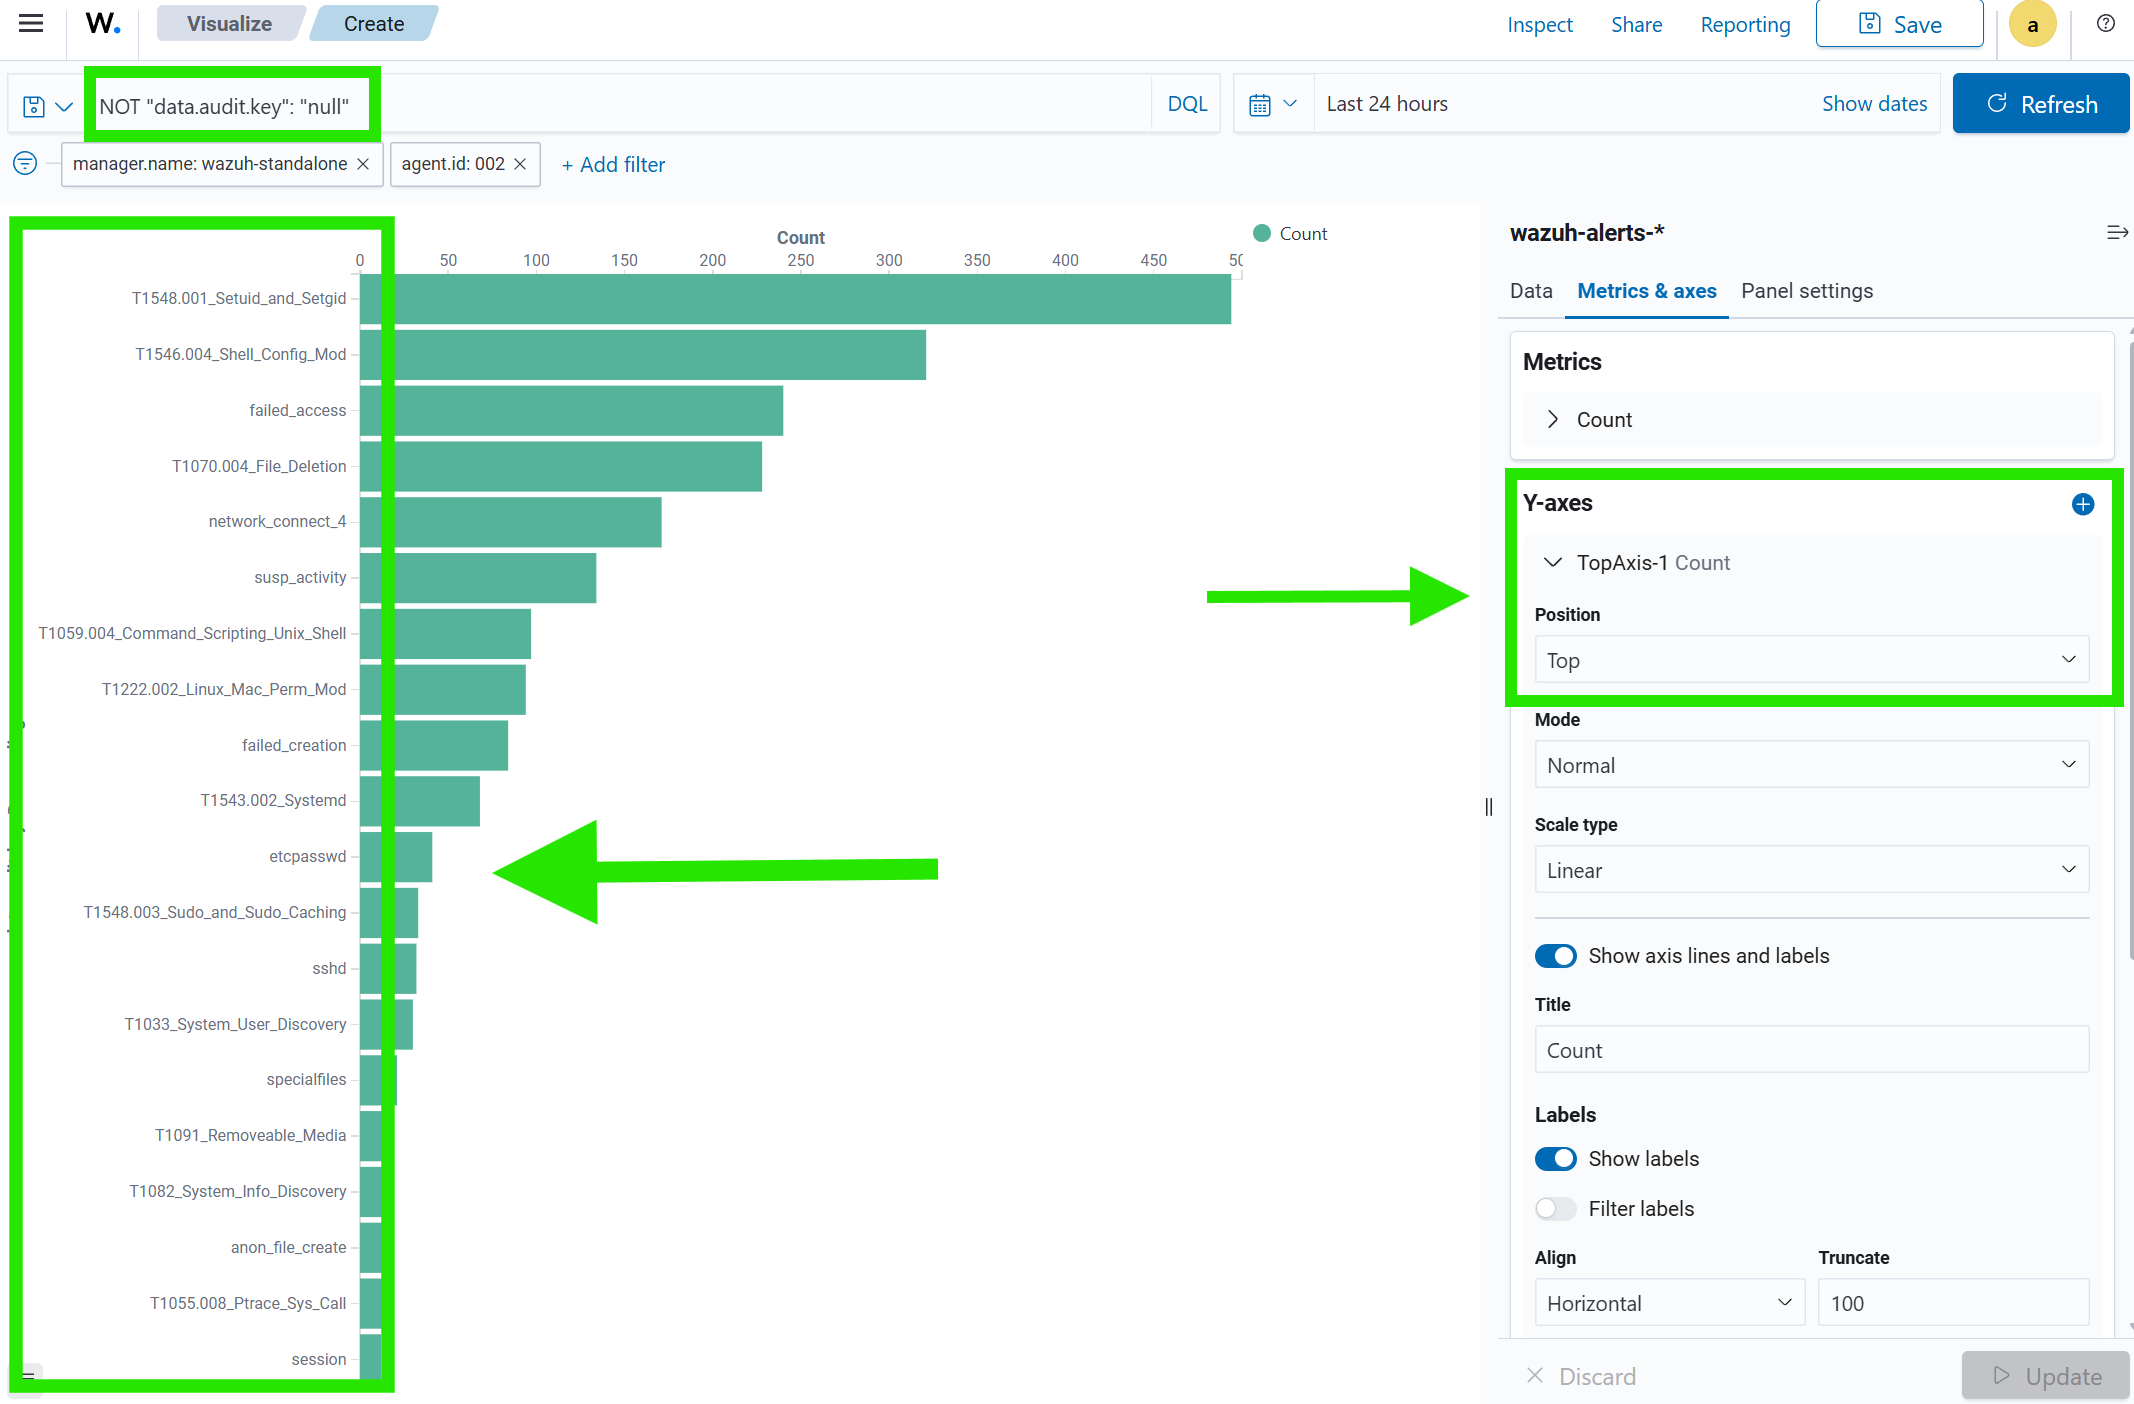 W.
Visualize
Create
Inspect
Share
Reporting
Save
a
NOT "data.audit.key": "null"
DQL
Last 24 hours
Show dates
Refresh
manager.name: wazuh-standalone
agent.id: 002
+ Add filter
Count
0 50 100 150 200 250 300 350 400 450
Count
T1548.001_Setuid_and_Setgid
T1546.004_Shell_Config_Mod
failed_access
T1070.004_File_Deletion
network_connect_4
susp_activity
T1059.004_Command_Scripting_Unix_Shell
T1222.002_Linux_Mac_Perm_Mod
failed_creation
T1543.002_Systemd
etcpasswd
T1548.003_Sudo_and_Sudo_Caching
sshd
T1033_System_User_Discovery
specialfiles
T1091_Removeable_Media
T1082_System_Info_Discovery
anon_file_create
T1055.008_Ptrace_Sys_Call
session
wazuh-alerts-*
Data
Metrics & axes
Panel settings
Metrics
Count
Y-axes
TopAxis-1 Count
Position
Top
Mode
Normal
Scale type
Linear
Show axis lines and labels
Title
Count
Labels
Show labels
Filter labels
Align
Truncate
Horizontal
100
Discard
Update